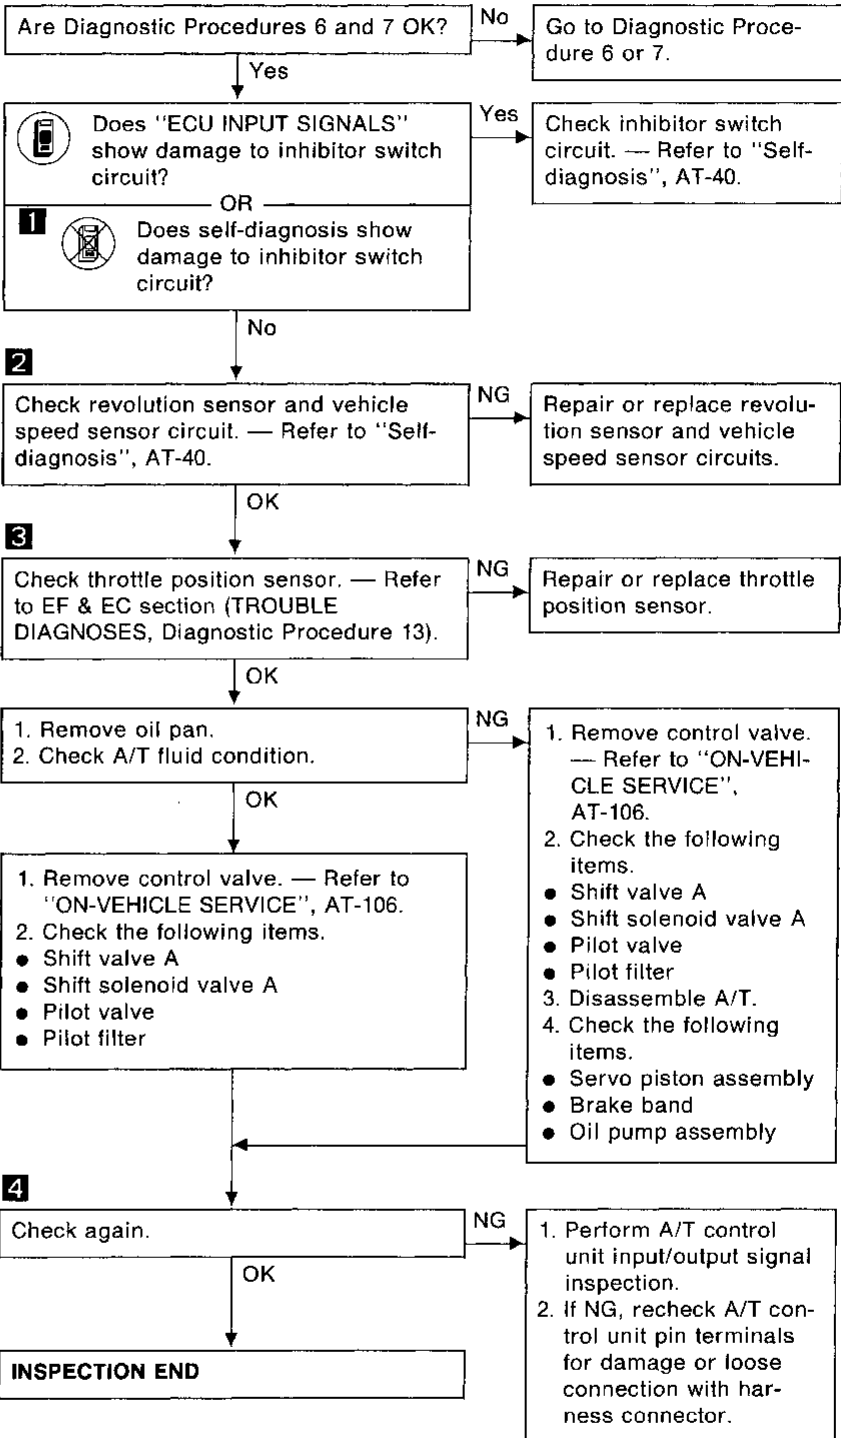 Are Diagnostic Procedures 6 and 7 OK?
No
Go to Diagnostic Proce-
dure 6 or 7.
Yes
Does "ECU INPUT SIGNALS"
show damage to inhibitor switch
circuit?
Yes
Check inhibitor switch
circuit. — Refer to "Self-
diagnosis", AT-40.
OR
1
Does self-diagnosis show
damage to inhibitor switch
circuit?
No
2
Check revolution sensor and vehicle
speed sensor circuit. — Refer to "Self-
diagnosis", AT-40.
NG
Repair or replace revolu-
tion sensor and vehicle
speed sensor circuits.
OK
3
Check throttle position sensor. — Refer
to EF & EC section (TROUBLE
DIAGNOSES, Diagnostic Procedure 13).
NG
Repair or replace throttle
position sensor.
OK
1. Remove oil pan.
2. Check A/T fluid condition.
NG
1. Remove control valve.
— Refer to "ON-VEHI-
CLE SERVICE",
AT-106.
2. Check the following
items.
● Shift valve A
● Shift solenoid valve A
● Pilot valve
● Pilot filter
3. Disassemble A/T.
4. Check the following
items.
● Servo piston assembly
● Brake band
● Oil pump assembly
OK
1. Remove control valve. — Refer to
"ON-VEHICLE SERVICE", AT-106.
2. Check the following items.
● Shift valve A
● Shift solenoid valve A
● Pilot valve
● Pilot filter
4
Check again.
NG
1. Perform A/T control
unit input/output signal
inspection.
2. If NG, recheck A/T con-
trol unit pin terminals
for damage or loose
connection with har-
ness connector.
OK
INSPECTION END